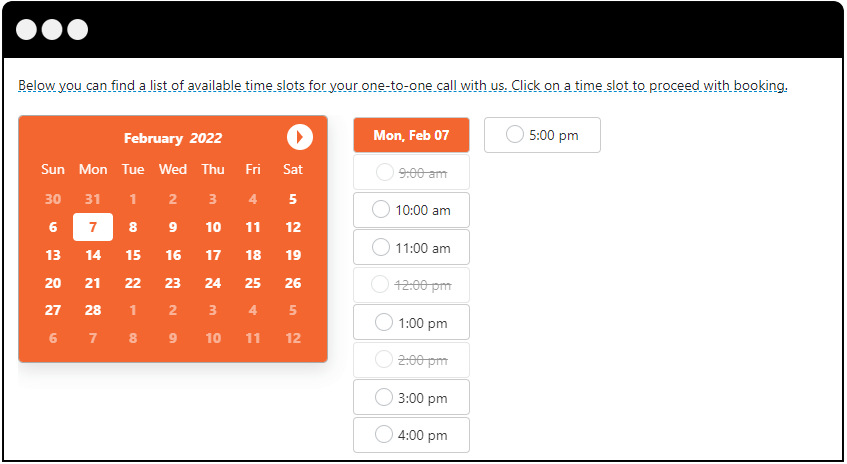 Below you can find a list of available time slots for your one-to-one call with us. Click on a time slot to proceed with booking.
February 2022
Sun Mon Tue Wed Thu Fri Sat
30 31 1 2 3 4 5
6 7 8 9 10 11 12
13 14 15 16 17 18 19
20 21 22 23 24 25 26
27 28 1 2 3 4 5
6 7 8 9 10 11 12
Mon, Feb 07
9:00 am
10:00 am
11:00 am
12:00 pm
1:00 pm
2:00 pm
3:00 pm
4:00 pm
5:00 pm